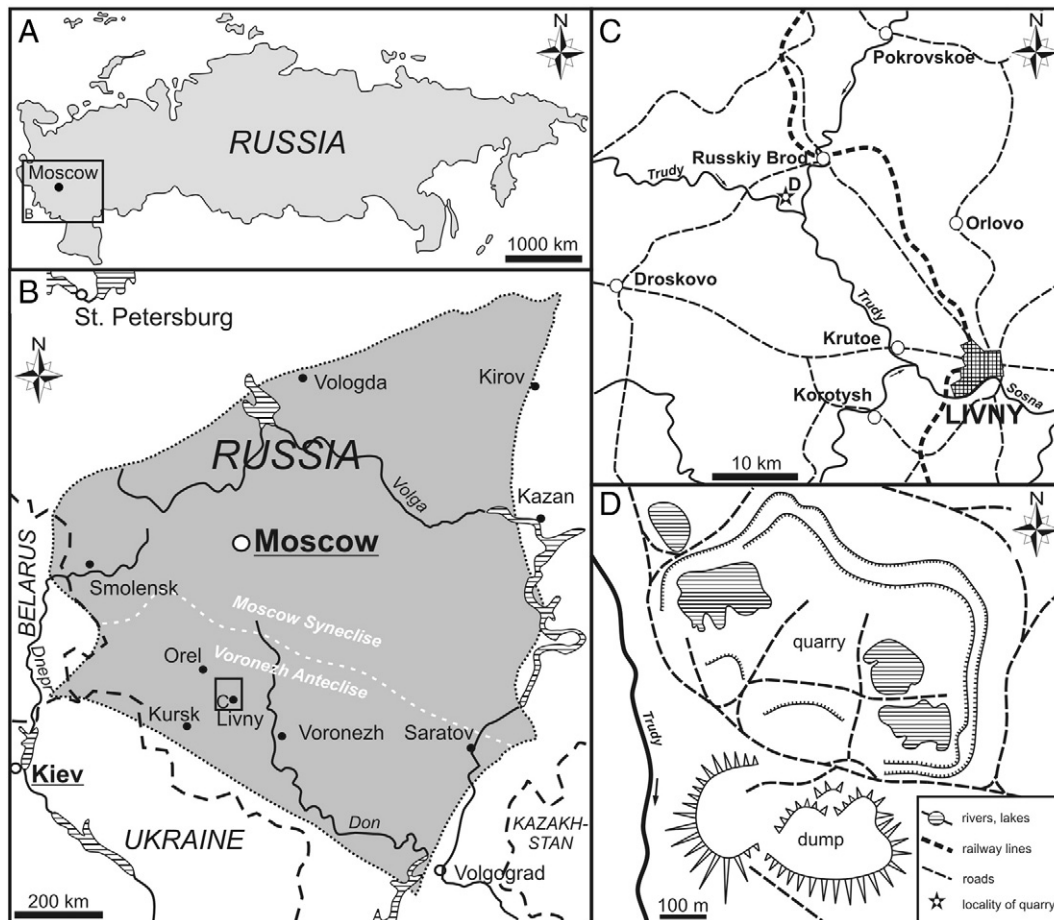 A
N
RUSSIA
Moscow
B
1000 km
B
St. Petersburg
N
Vologda
Kirov
RUSSIA
Volga
Kazan
Moscow
BELARUS
Smolensk
Dnepr
Moscow Syneclise
Voronezh Anteclise
Orel
C
Livny
Kursk
Voronezh
Saratov
Kiev
UKRAINE
Don
KAZAKH-
STAN
Volgograd
200 km
C
N
Pokrovskoe
Russkiy Brod
Trudy
D
Orlovo
Droskovo
Trudy
Krutoe
Korotysh
Sosna
LIVNY
10 km
D
N
quarry
Trudy
dump
100 m
rivers, lakes
railway lines
roads
locality of quarry